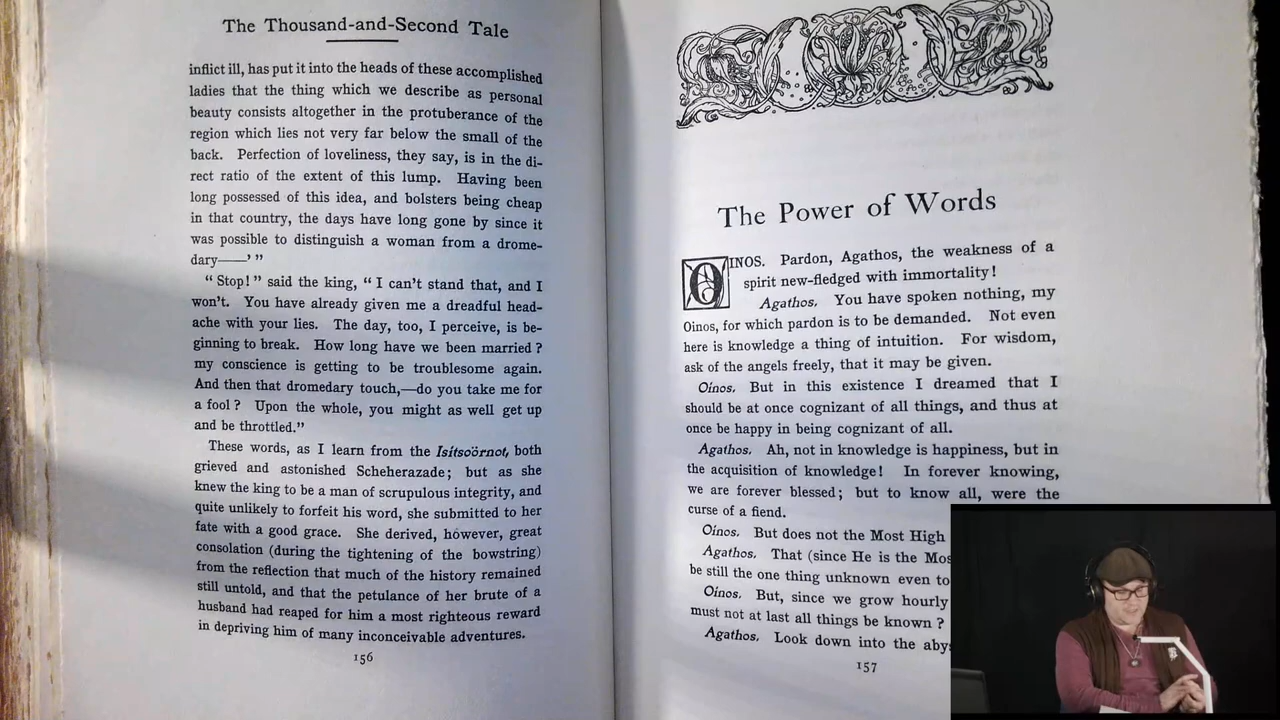 The Thousand-and-Second Tale
inflict ill, has put it into the heads of these accomplished
ladies that the thing which we describe as personal
beauty consists altogether in the protuberance of the
region which lies not very far below the small of the
back. Perfection of loveliness, they say, is in the di-
rect ratio of the extent of this lump. Having been
long possessed of this idea, and bolsters being cheap
in that country, the days have long gone by since it
was possible to distinguish a woman from a drome-
dary——' ”
“ Stop! ” said the king, “ I can't stand that, and I
won't. You have already given me a dreadful head-
ache with your lies. The day, too, I perceive, is be-
ginning to break. How long have we been married ?
my conscience is getting to be troublesome again.
And then that dromedary touch,—do you take me for
a fool ? Upon the whole, you might as well get up
and be throttled.”
These words, as I learn from the Isitsoörnot, both
grieved and astonished Scheherazade; but as she
knew the king to be a man of scrupulous integrity, and
quite unlikely to forfeit his word, she submitted to her
fate with a good grace. She derived, however, great
consolation (during the tightening of the bowstring)
from the reflection that much of the history remained
still untold, and that the petulance of her brute of a
husband had reaped for him a most righteous reward
in depriving him of many inconceivable adventures.
156
The Power of Words
OINOS. Pardon, Agathos, the weakness of a
spirit new-fledged with immortality!
Agathos. You have spoken nothing, my
Oinos, for which pardon is to be demanded. Not even
here is knowledge a thing of intuition. For wisdom,
ask of the angels freely, that it may be given.
Oinos. But in this existence I dreamed that I
should be at once cognizant of all things, and thus at
once be happy in being cognizant of all.
Agathos. Ah, not in knowledge is happiness, but in
the acquisition of knowledge! In forever knowing,
we are forever blessed; but to know all, were the
curse of a fiend.
Oinos. But does not the Most High
Agathos. That (since He is the Mos
be still the one thing unknown even to
Oinos. But, since we grow hourly
must not at last all things be known ?
Agathos. Look down into the abys
157